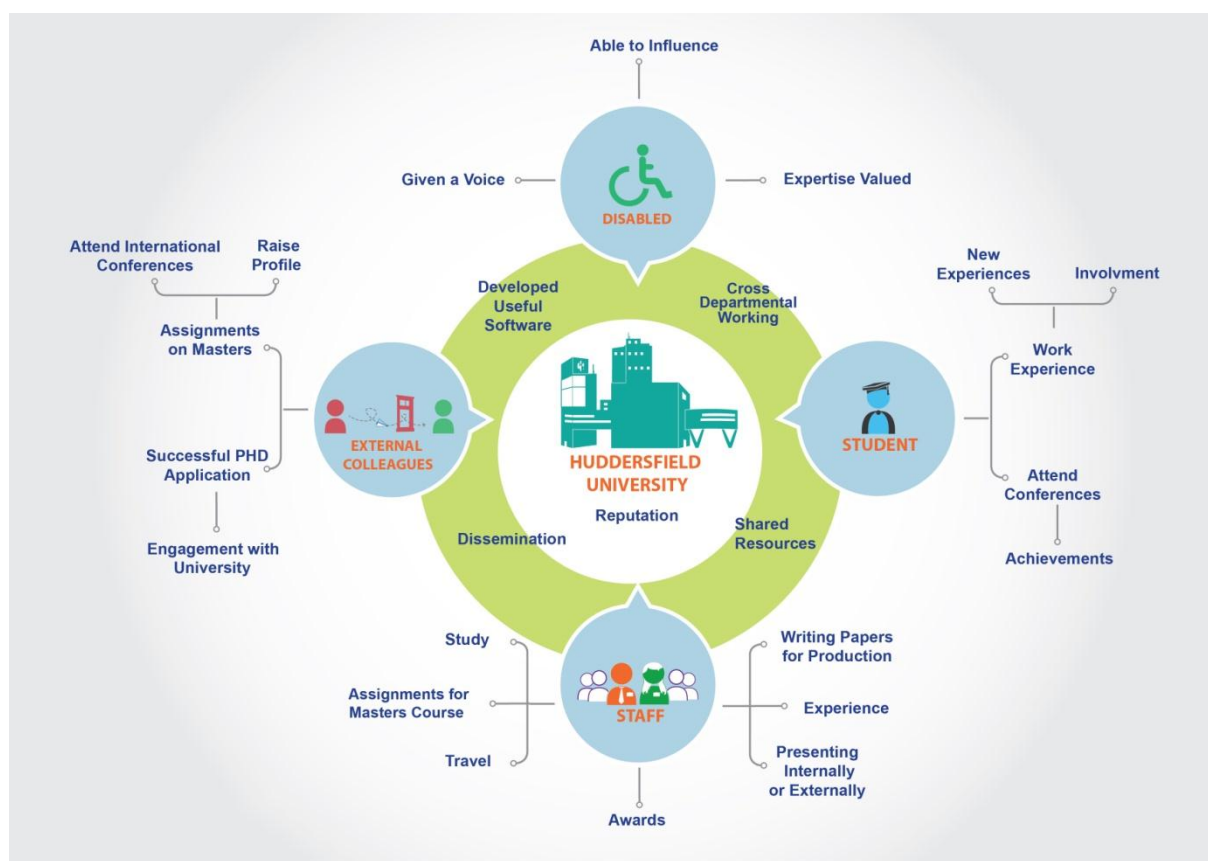 Able to Influence
Given a Voice
DISABLED
Expertise Valued
Attend International
Conferences
Raise
Profile
Assignments
on Masters
Successful PHD
Application
Engagement with
University
EXTERNAL
COLLEAGUES
Developed
Useful
Software
Cross
Departmental
Working
HUDDERSFIELD
UNIVERSITY
Reputation
Dissemination
Shared
Resources
New
Experiences
Involvment
Work
Experience
STUDENT
Attend
Conferences
Achievements
Study
Assignments for
Masters Course
Travel
STAFF
Writing Papers
for Production
Experience
Presenting
Internally
or Externally
Awards